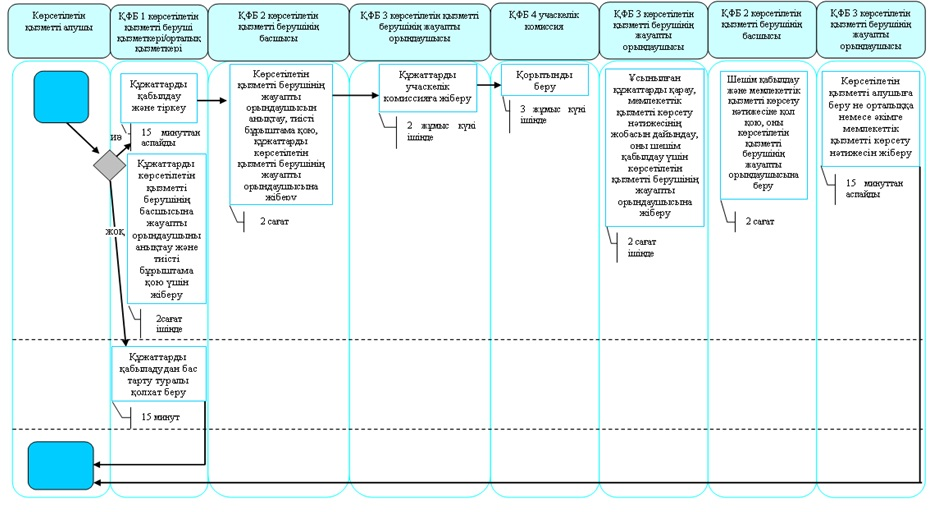 Көрсетілетін
қызметті алушы
ҚФБ 1 көрсетілетін
қызметті беруші
қызметкері/орталық
қызметкері
ҚФБ 2 көрсетілетін
қызметті берушінің
басшысы
ҚФБ 3 көрсетілетін қызметті
берушінің жауапты
орындаушысы
ҚФБ 4 учаскелік
комиссия
ҚФБ 3 көрсетілетін
қызметті берушінің
жауапты
орындаушысы
ҚФБ 2 көрсетілетін
қызметті берушінің
басшысы
ҚФБ 3 көрсетілетін
қызметті берушінің
жауапты
орындаушысы
иә
жоқ
Құжаттарды
қабылдау
және тіркеу
15 минуттан
аспайды
Құжаттарды
көрсетілетін
қызметті
берушінің
басшысына
жауапты
орындаушыны
анықтау және
тиісті
бұрыштама
қою үшін
жіберу
2сағат
ішінде
Құжаттарды
қабыладудан бас
тарту туралы
қолхат беру
15 минут
Көрсетілетін
қызметті берушінің
жауапты
орындаушысын
анықтау, тиісті
бұрыштама қою,
құжаттарды
көрсетілетін
қызметті берушінің
жауапты
орындаушысына
жіберу
2 сағат
Құжаттарды
учаскелік
комиссияға жіберу
2 жұмыс күні
ішінде
Қорытынды
беру
3 жұмыс күні
ішінде
Ұсынылған
құжаттарды қарау,
мемлекеттік
қызметті көрсету
нәтижесінің
жобасын дайындау,
оны шешім
қабылдау үшін
көрсетілетін
қызметті берушінің
жауапты
орындаушысына
жіберу
2 сағат
ішінде
Шешім қабылдау
және мемлекеттік
қызметті көрсету
нәтижесіне қол
қою, оны
көрсетілетін
қызметті
берушінің
жауапты
орындаушысына
беру
2 сағат
Көрсетілетін
қызметті алушыға
беру не орталыққа
немесе әкімге
мемлекеттік
қызметті көрсету
нәтижесін жіберу
15 минуттан
аспайды